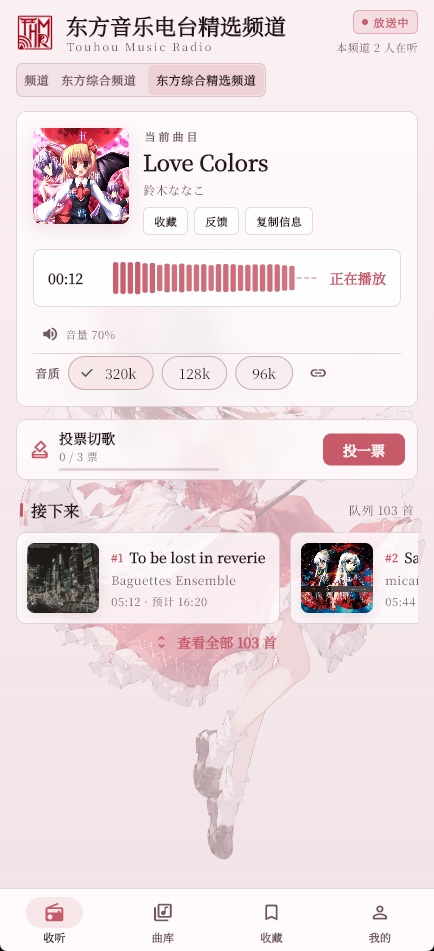 THMR
东方音乐电台精选频道
Touhou Music Radio
放送中
本频道 2 人在听
频道 东方综合频道 东方综合精选频道
当前曲目
Love Colors
鈴木ななこ
收藏 反馈 复制信息
00:12 正在播放
音量 70%
音质 320k 128k 96k
投票切歌
0 / 3 票
投一票
接下来 队列 103 首
#1 To be lost in reverie
Baguettes Ensemble
05:12 · 预计 16:20
#2 Sa
micar
05:44
查看全部 103 首
收听 曲库 收藏 我的